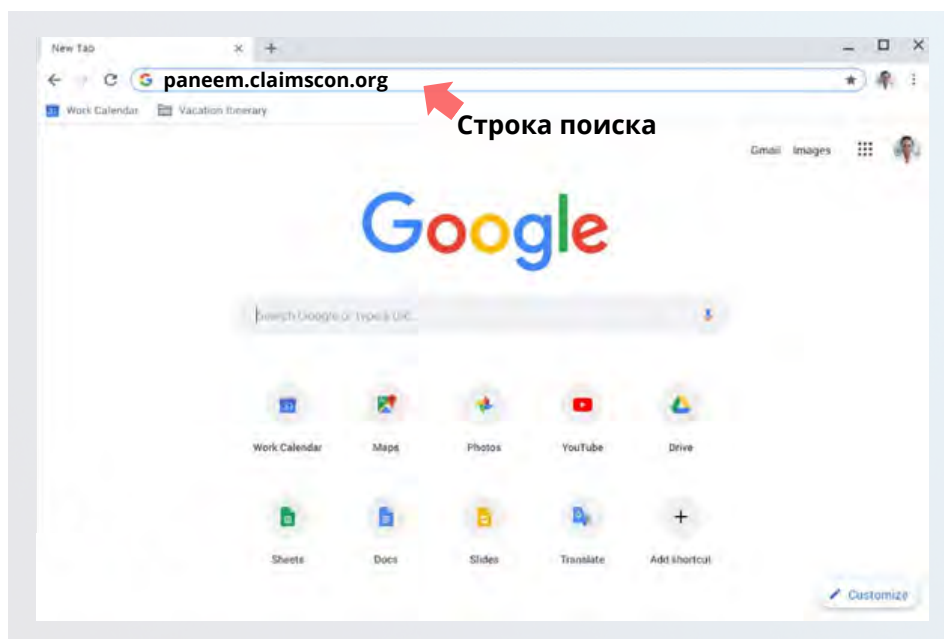 New Tab
paneem.claimscon.org
Work Calendar Vacation Itinerary
Строка поиска
Gmail Images
Google
Search Google or type a URL
Work Calendar Maps Photos YouTube Drive
Sheets Docs Slides Translate Add shortcut
Customize